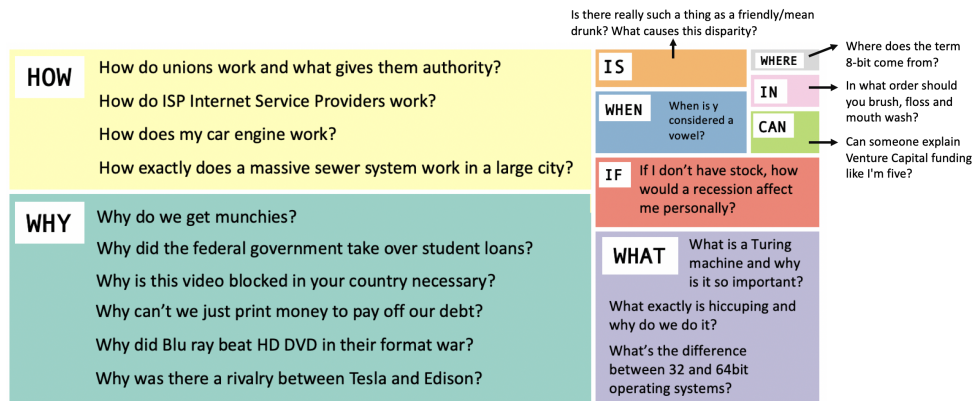 HOW
How do unions work and what gives them authority?
How do ISP Internet Service Providers work?
How does my car engine work?
How exactly does a massive sewer system work in a large city?
WHY
Why do we get munchies?
Why did the federal government take over student loans?
Why is this video blocked in your country necessary?
Why can’t we just print money to pay off our debt?
Why did Blu ray beat HD DVD in their format war?
Why was there a rivalry between Tesla and Edison?
Is there really such a thing as a friendly/mean
drunk? What causes this disparity?
IS
WHERE
Where does the term
8-bit come from?
WHEN
When is y
considered a
vowel?
IN
In what order should
you brush, floss and
mouth wash?
CAN
Can someone explain
Venture Capital funding
like I'm five?
IF
If I don’t have stock, how
would a recession affect
me personally?
WHAT
What is a Turing
machine and why
is it so important?
What exactly is hiccuping and
why do we do it?
What’s the difference
between 32 and 64bit
operating systems?